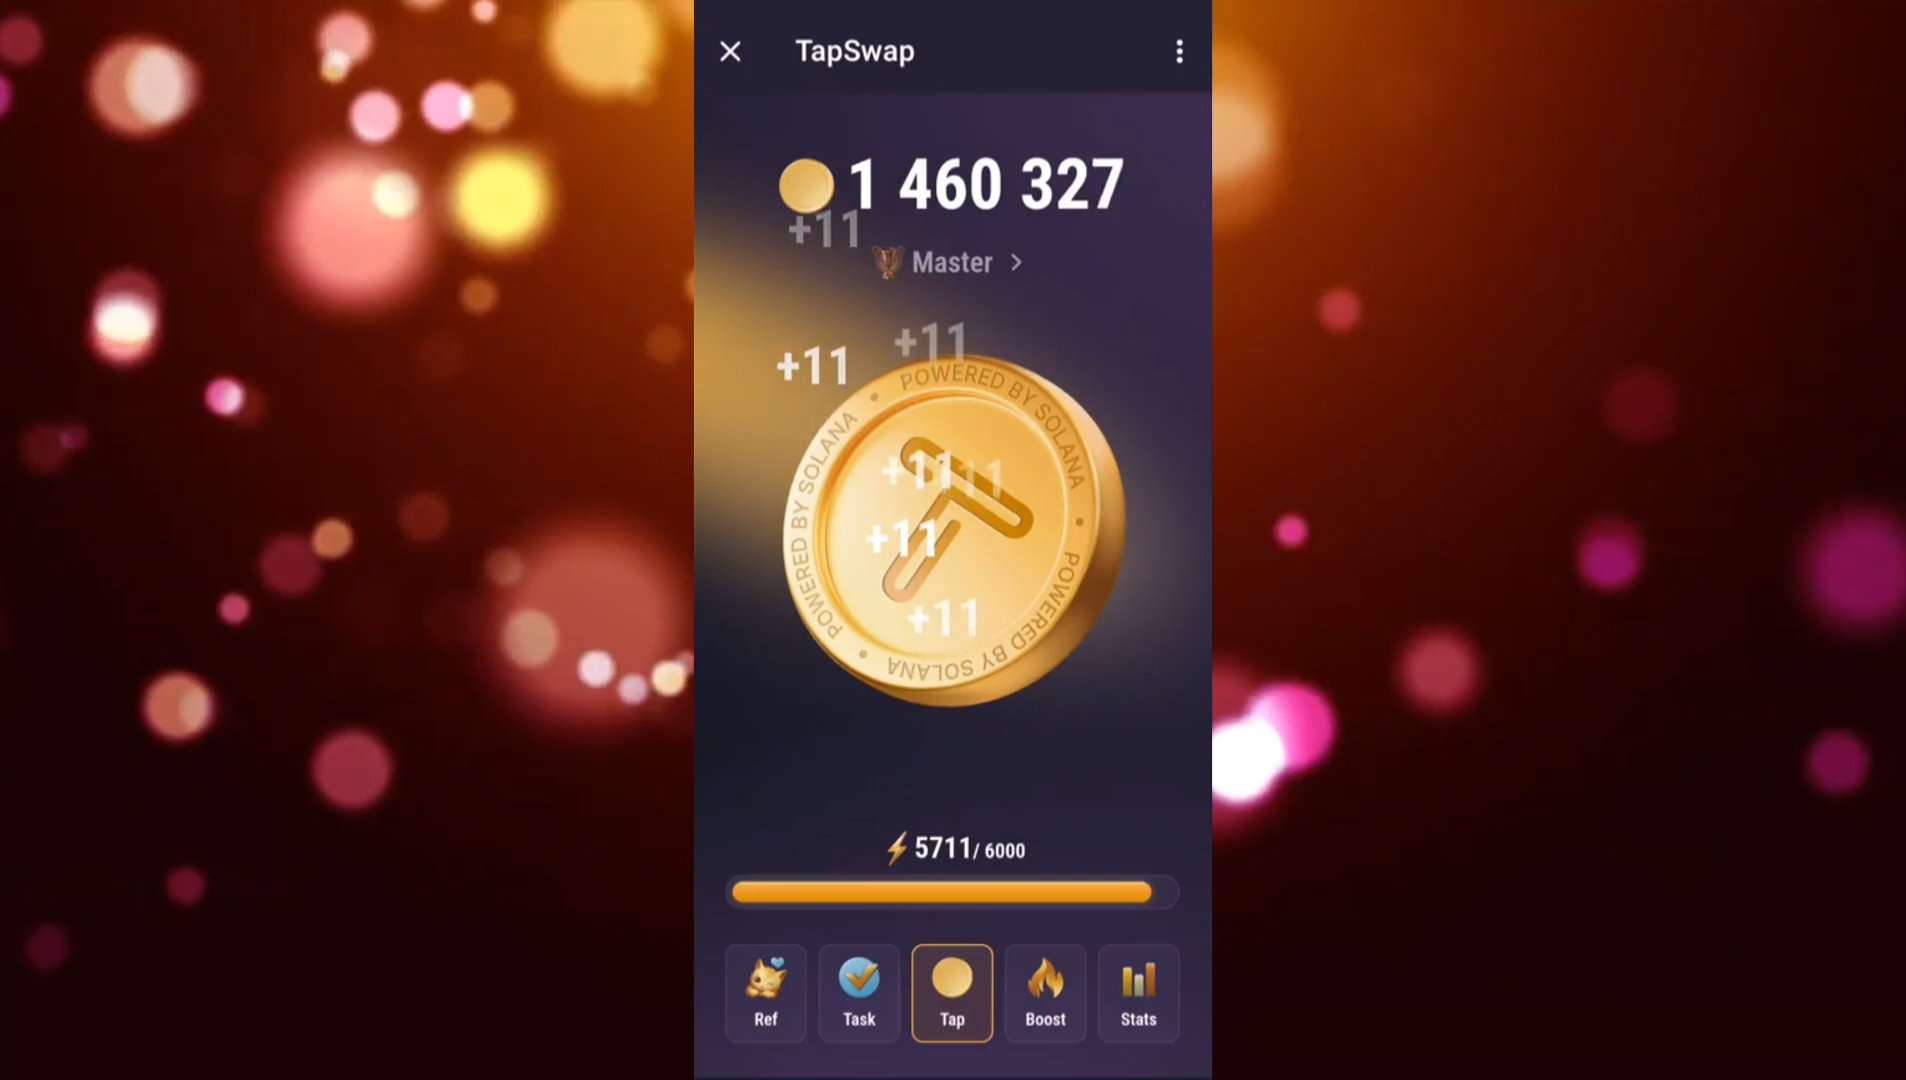 TapSwap
1 460 327
+11
Master
+11
+11
POWERED BY SOLANA • POWERED BY SOLANA • POWERED BY SOLANA •
+11
11
+11
+11
5711/ 6000
Ref
Task
Tap
Boost
Stats